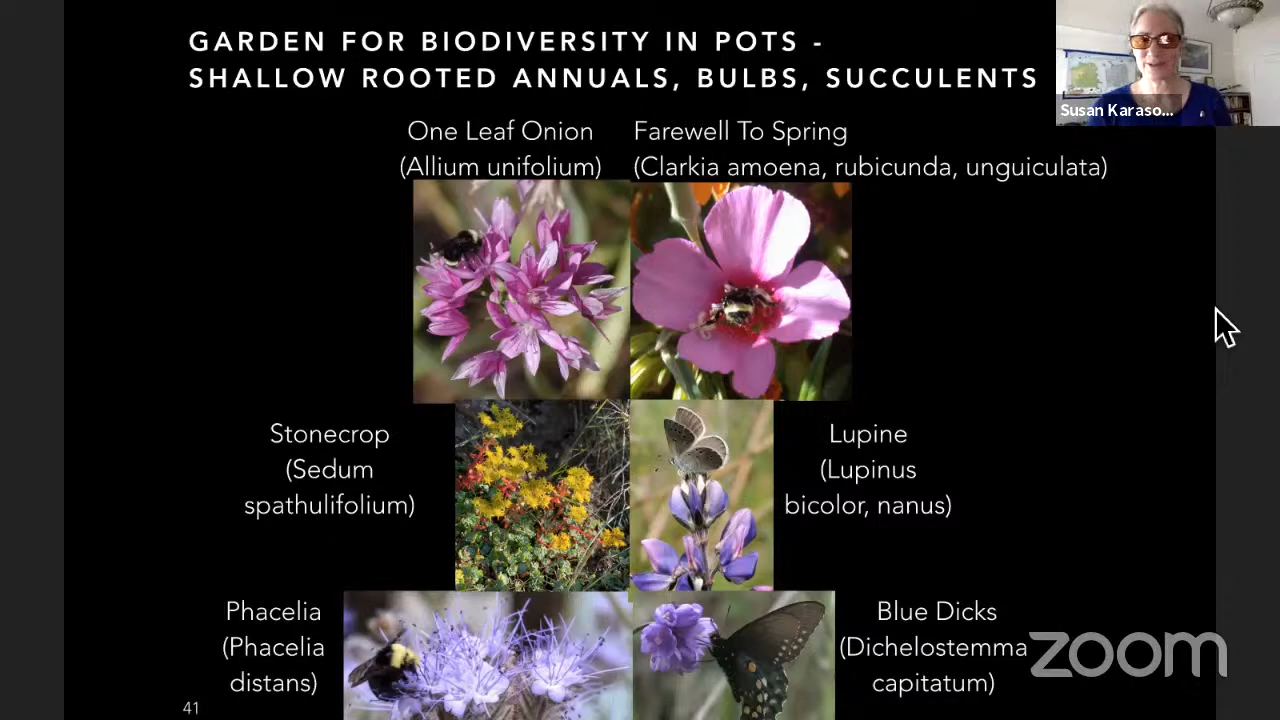 GARDEN FOR BIODIVERSITY IN POTS -
SHALLOW ROOTED ANNUALS, BULBS, SUCCULENTS
Susan Karaso...
One Leaf Onion
(Allium unifolium)
Farewell To Spring
(Clarkia amoena, rubicunda, unguiculata)
Stonecrop
(Sedum
spathulifolium)
Lupine
(Lupinus
bicolor, nanus)
Phacelia
(Phacelia
distans)
Blue Dicks
(Dichelostemma
capitatum)
zoom
41